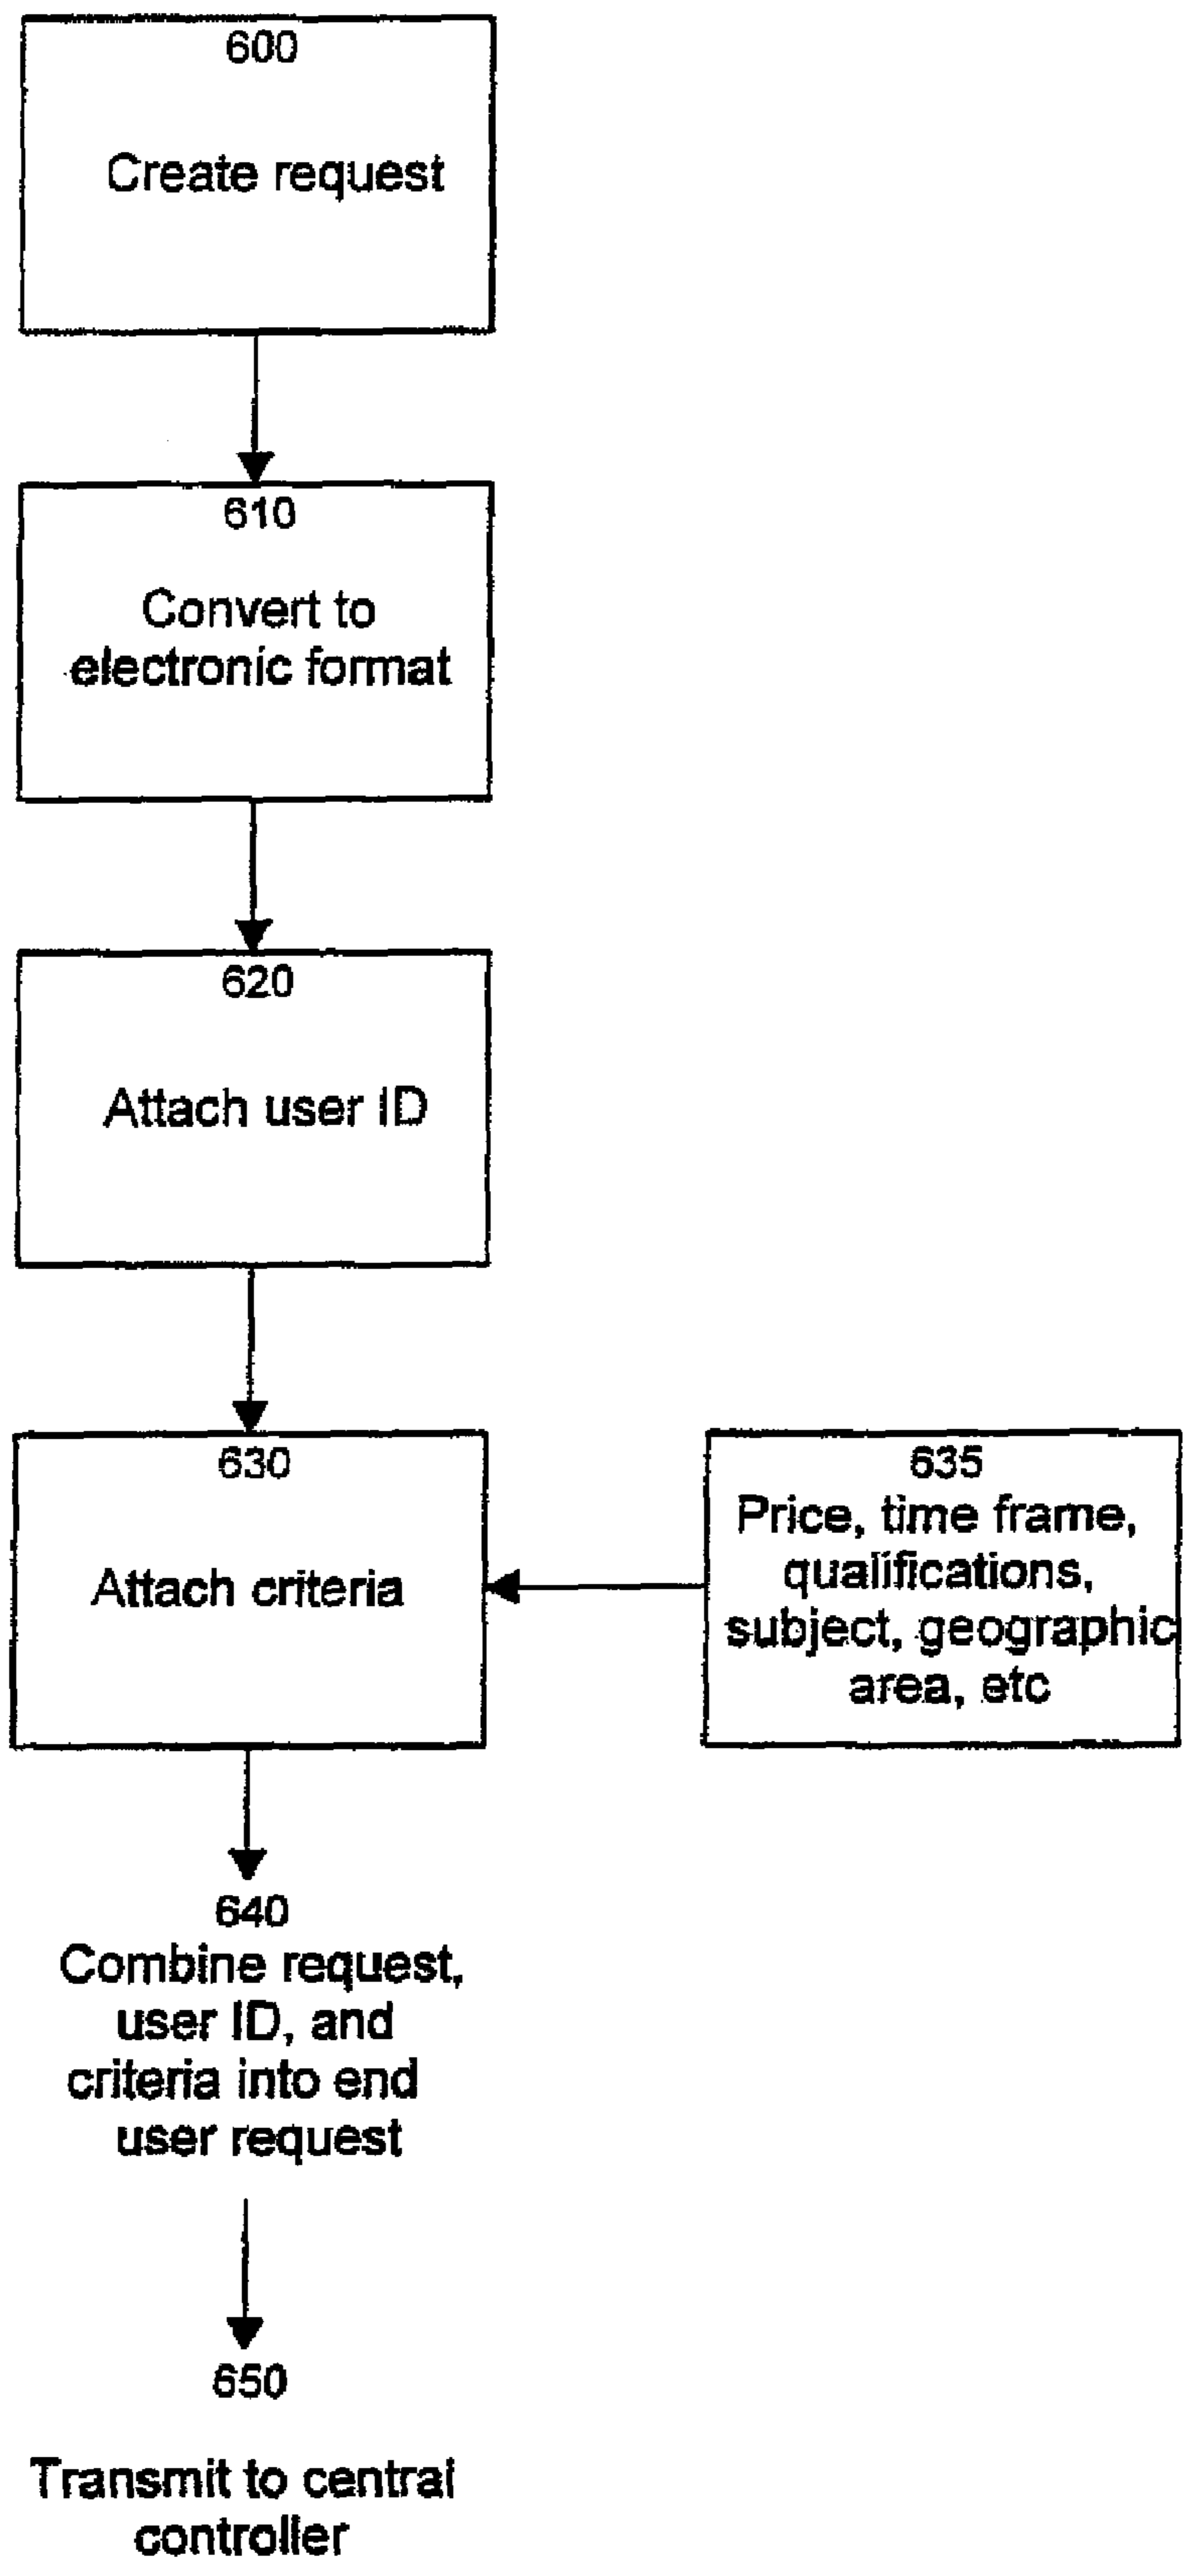 600
Create request
610
Convert to
electronic format
620
Attach user ID
630
Attach criteria
635
Price, time frame,
qualifications,
subject, geographic
area, etc
640
Combine request,
user ID, and
criteria into end
user request
650
Transmit to central
controller